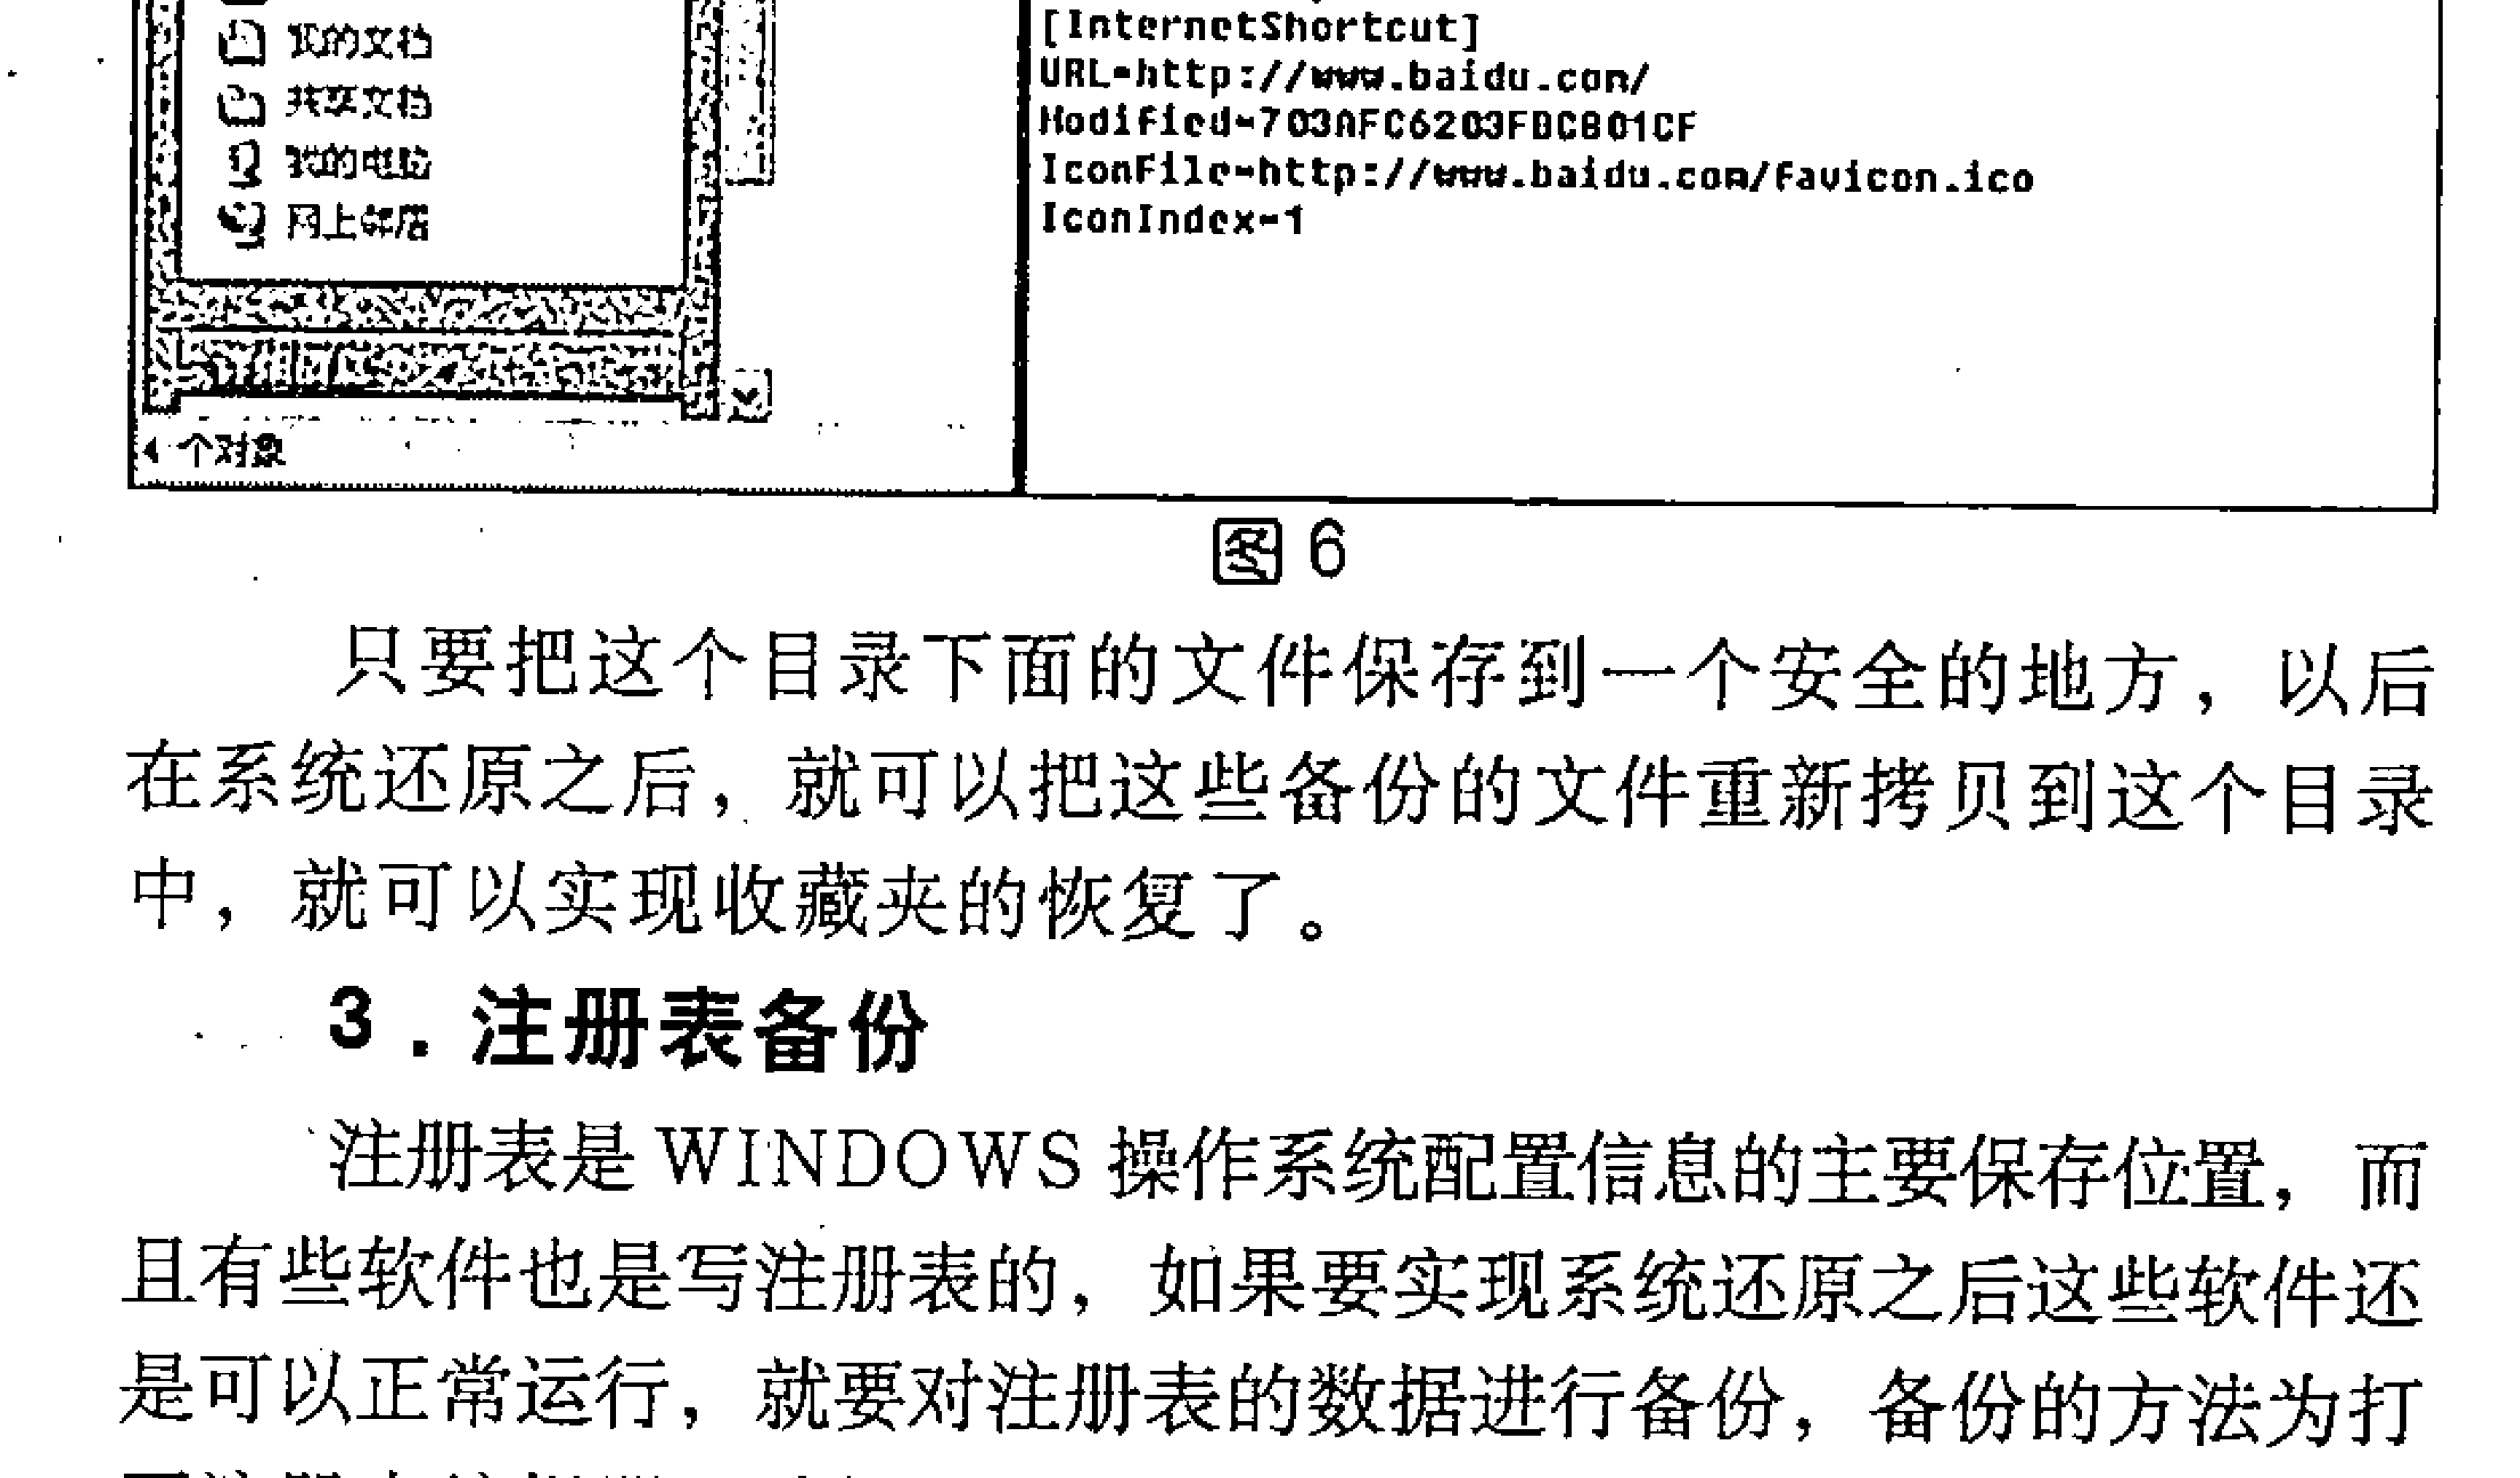 我的文档
共享文档
我的电脑
网上邻居
详细信息
4 个对象
[InternetShortcut]
URL=http://www.baidu.com/
IconFile=http://www.baidu.com/favicon.ico
IconIndex=1
图 6
只要把这个目录下面的文件保存到一个安全的地方，以后
在系统还原之后，就可以把这些备份的文件重新拷贝到这个目录
中，就可以实现收藏夹的恢复了。
3．注册表备份
注册表是 WINDOWS 操作系统配置信息的主要保存位置，而
且有些软件也是写注册表的，如果要实现系统还原之后这些软件还
是可以正常运行，就要对注册表的数据进行备份，备份的方法为打